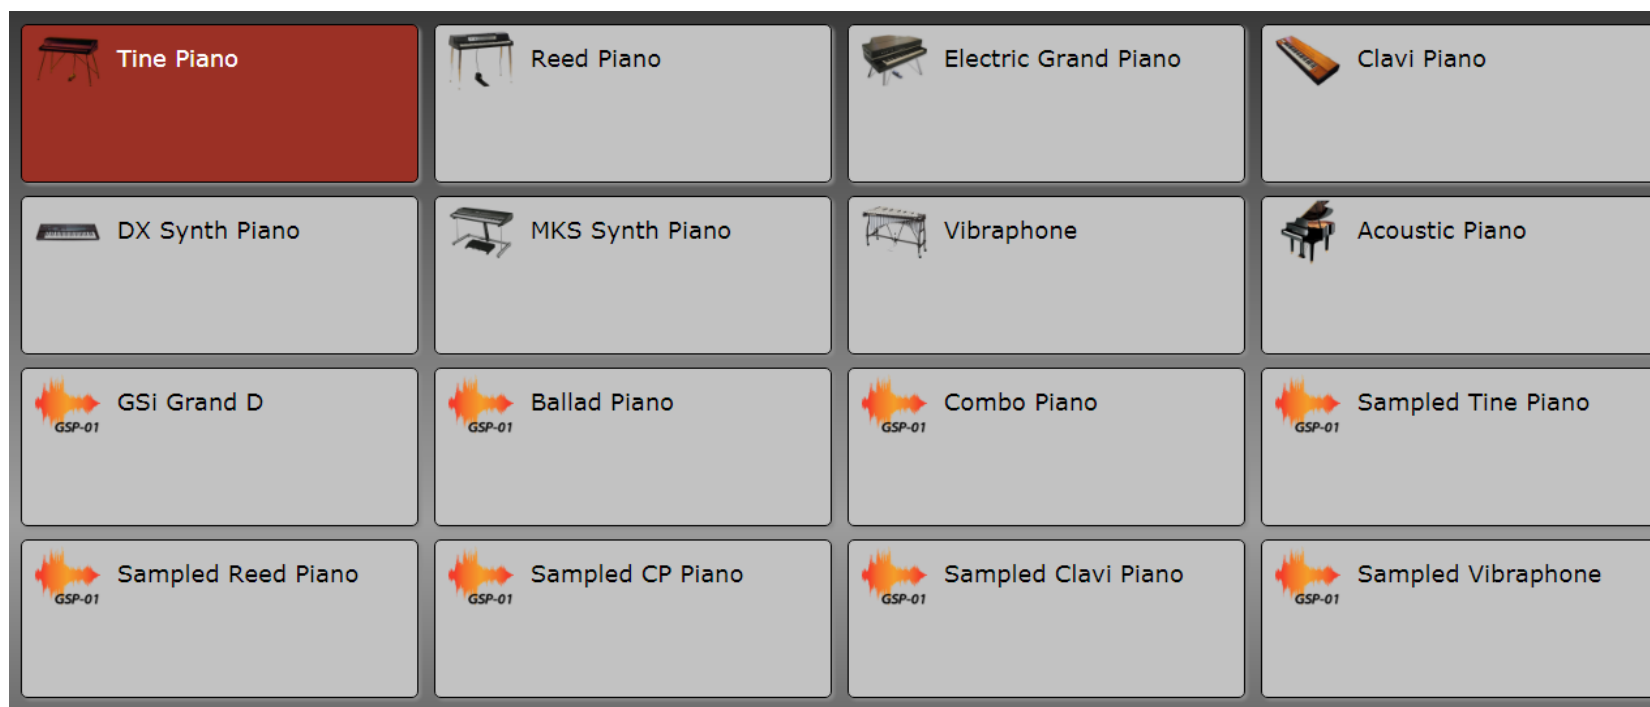 Tine Piano
Reed Piano
Electric Grand Piano
Clavi Piano
DX Synth Piano
MKS Synth Piano
Vibraphone
Acoustic Piano
GSi Grand D
GSP-01
Ballad Piano
GSP-01
Combo Piano
GSP-01
Sampled Tine Piano
GSP-01
Sampled Reed Piano
GSP-01
Sampled CP Piano
GSP-01
Sampled Clavi Piano
GSP-01
Sampled Vibraphone
GSP-01